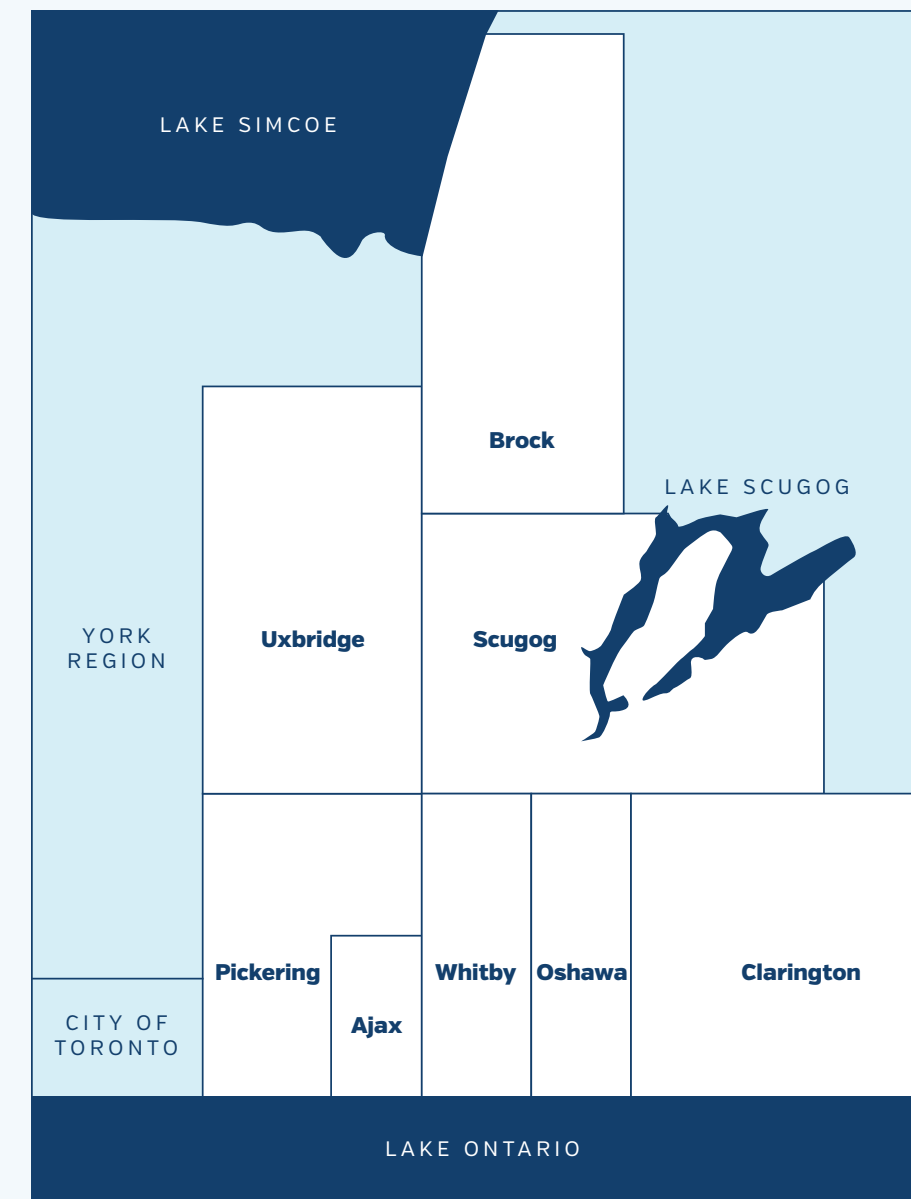 LAKE SIMCOE
Brock
LAKE SCUGOG
YORK
REGION
Uxbridge
Scugog
Pickering
Whitby
Oshawa
Clarington
CITY OF
TORONTO
Ajax
LAKE ONTARIO